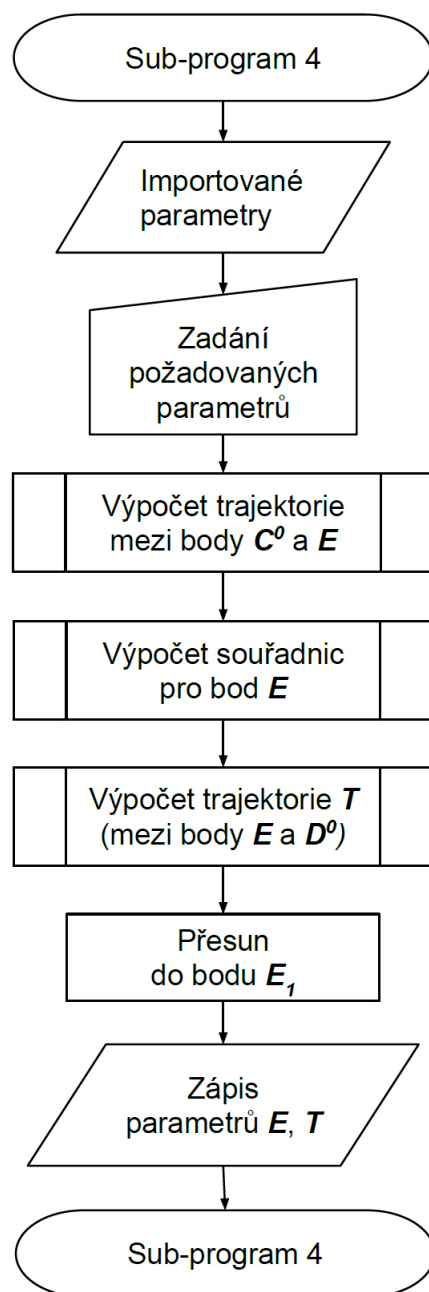 Sub-program 4
Importované
parametry
Zadání
požadovaných
parametrů
Výpočet trajektorie
mezi body C⁰ a E
Výpočet souřadnic
pro bod E
Výpočet trajektorie T
(mezi body E a D⁰)
Přesun
do bodu E₁
Zápis
parametrů E, T
Sub-program 4